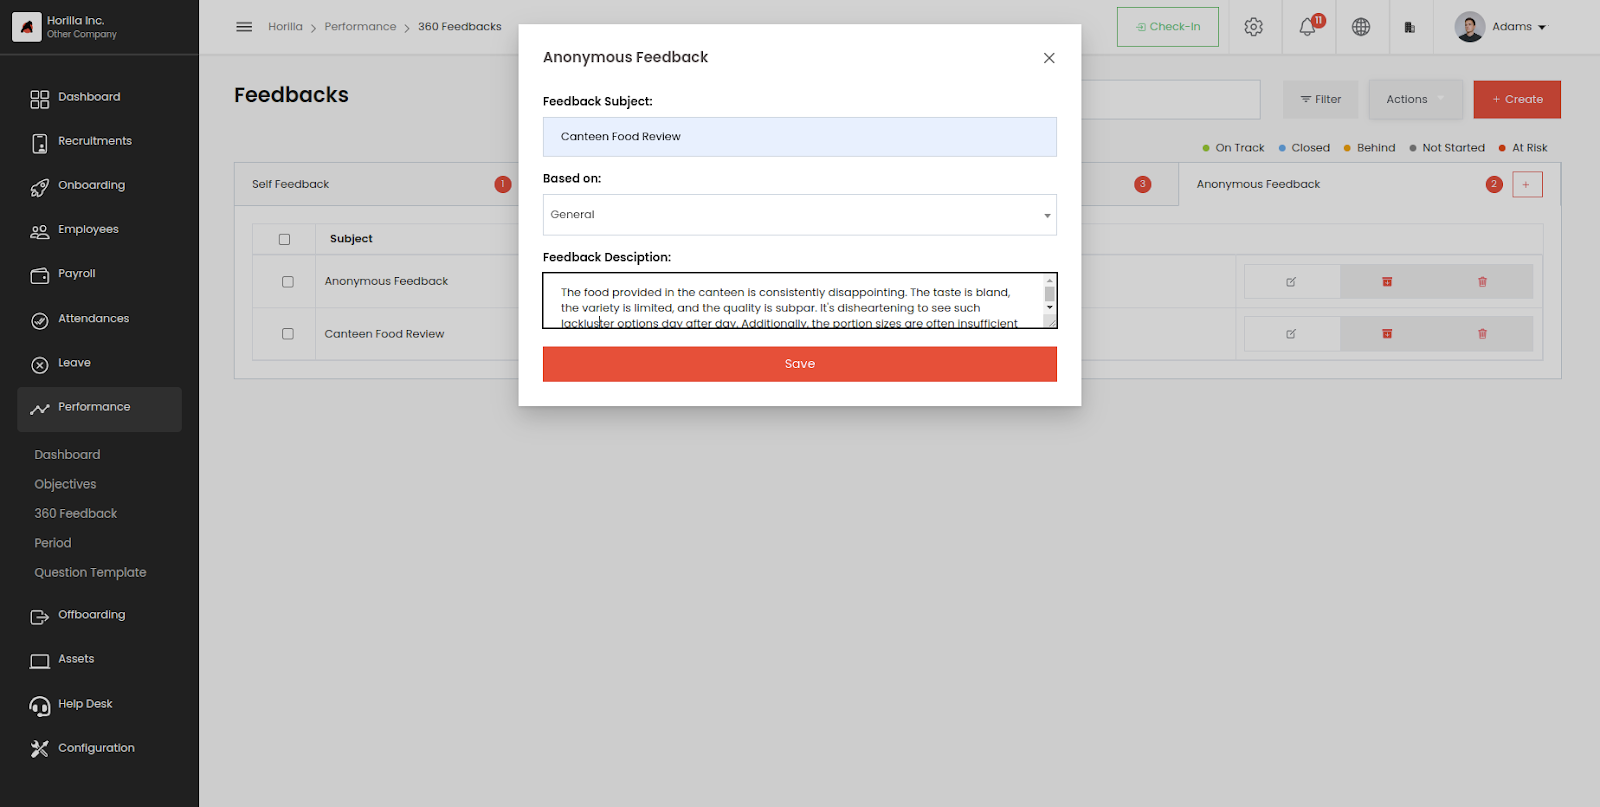 Horilla Inc.
Other Company
Dashboard
Recruitments
Onboarding
Employees
Payroll
Attendances
Leave
Performance
Dashboard
Objectives
360 Feedback
Period
Question Template
Offboarding
Assets
Help Desk
Configuration
Horilla > Performance > 360 Feedbacks
Check-In
11
Adams
Feedbacks
Filter
Actions
+ Create
On Track
Closed
Behind
Not Started
At Risk
Self Feedback 1
3
Anonymous Feedback 2 +
Subject
Anonymous Feedback
Canteen Food Review
Anonymous Feedback
Feedback Subject:
Canteen Food Review
Based on:
General
Feedback Desciption:
The food provided in the canteen is consistently disappointing. The taste is bland,
the variety is limited, and the quality is subpar. It's disheartening to see such
lackluster options day after day. Additionally, the portion sizes are often insufficient
Save